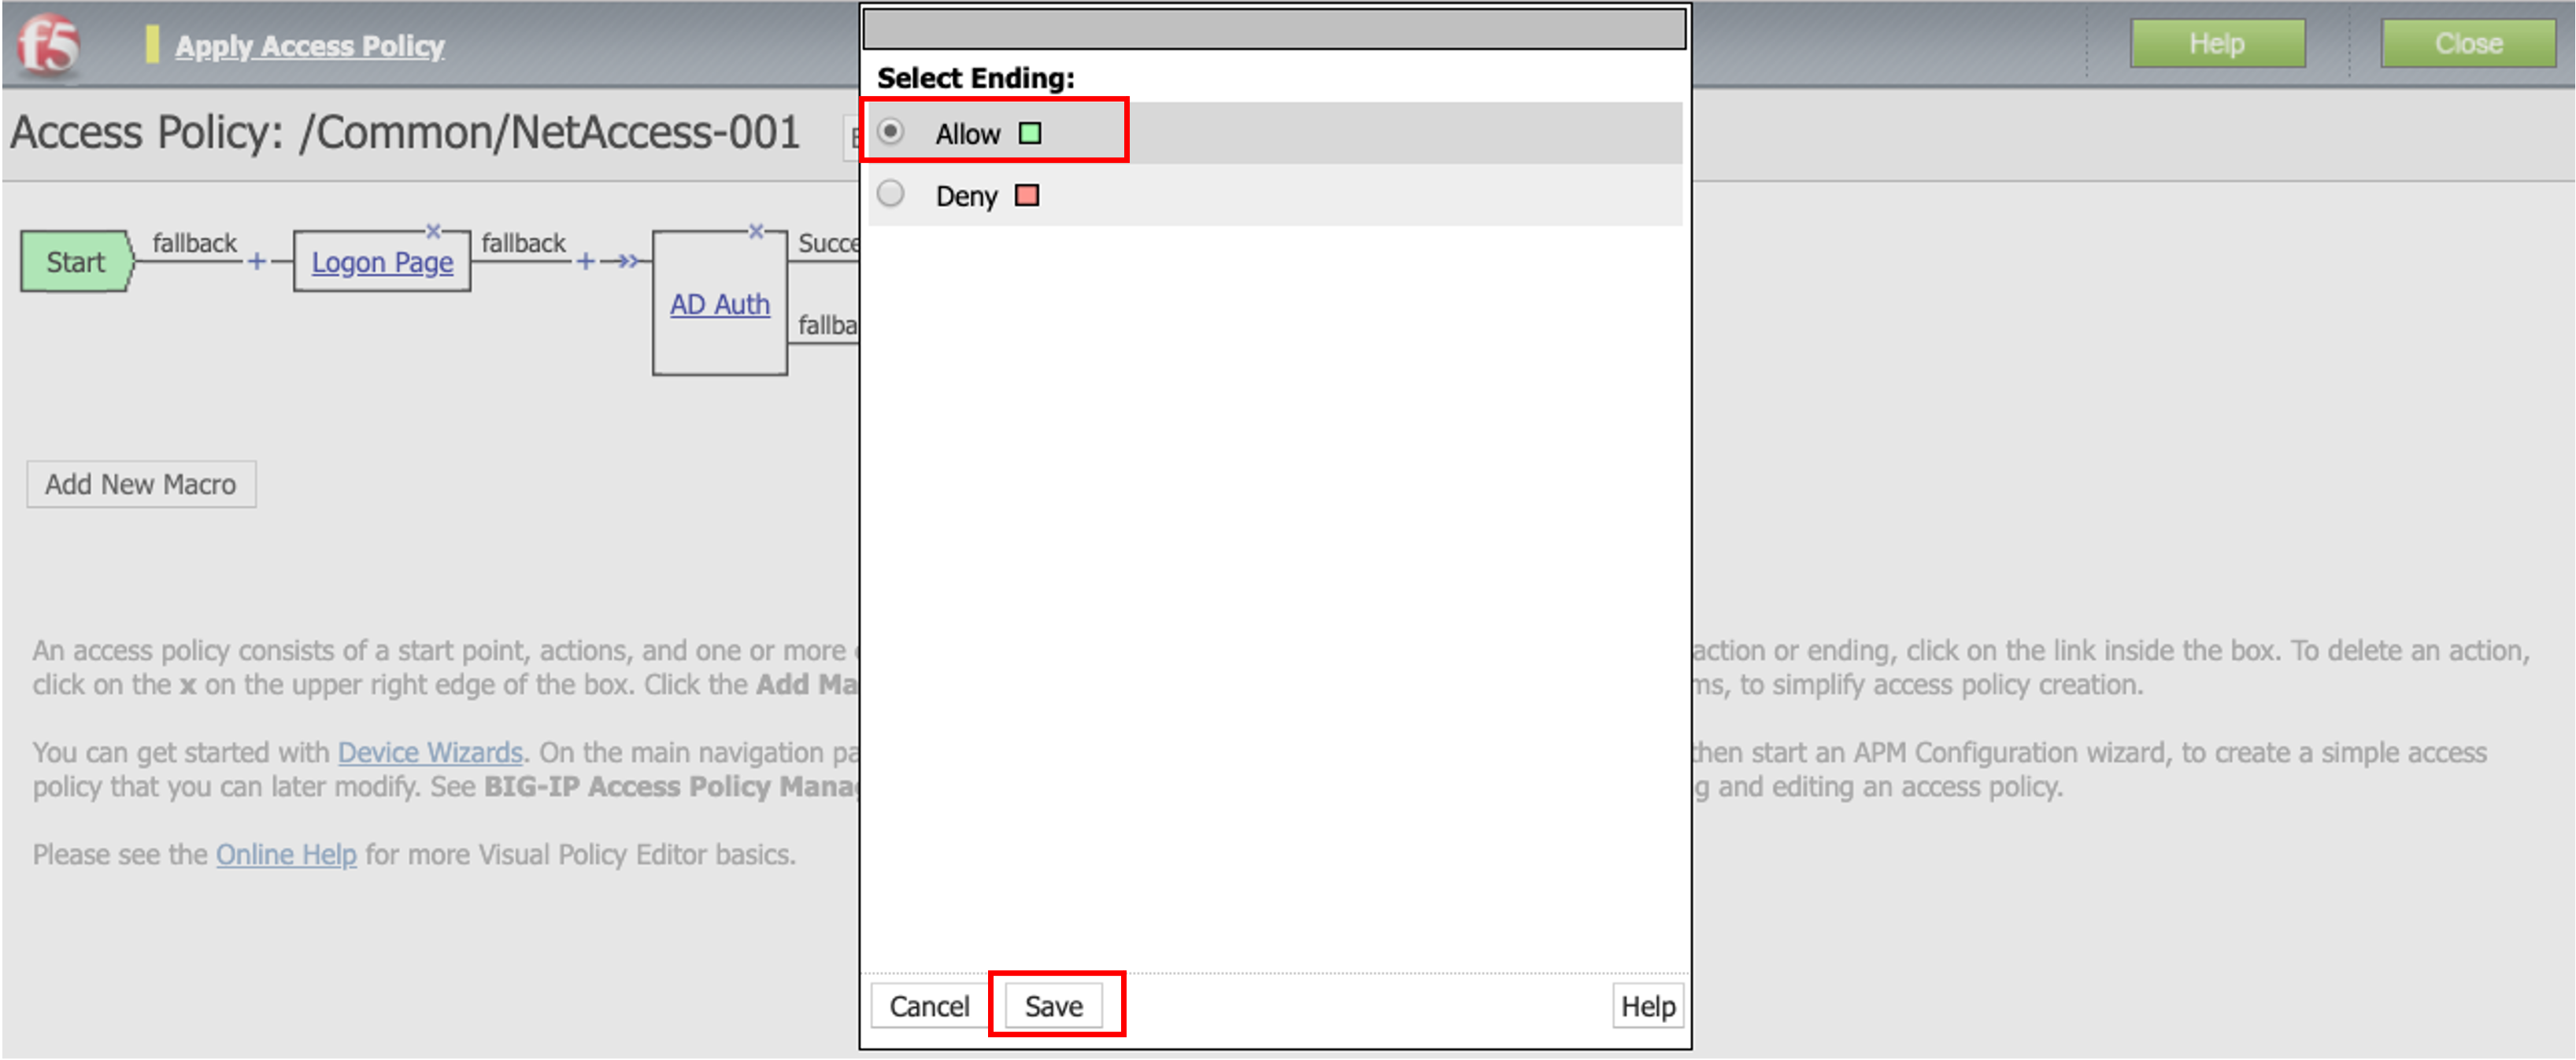 f5
Apply Access Policy
Help
Close
Select Ending:
Access Policy: /Common/NetAccess-001
Allow
Deny
Start
fallback
+
Logon Page
fallback
+
AD Auth
Succe
fallba
Add New Macro
An access policy consists of a start point, actions, and one or more
action or ending, click on the link inside the box. To delete an action,
click on the x on the upper right edge of the box. Click the Add Ma
ms, to simplify access policy creation.
You can get started with Device Wizards. On the main navigation pa
then start an APM Configuration wizard, to create a simple access
policy that you can later modify. See BIG-IP Access Policy Manag
g and editing an access policy.
Please see the Online Help for more Visual Policy Editor basics.
Cancel
Save
Help